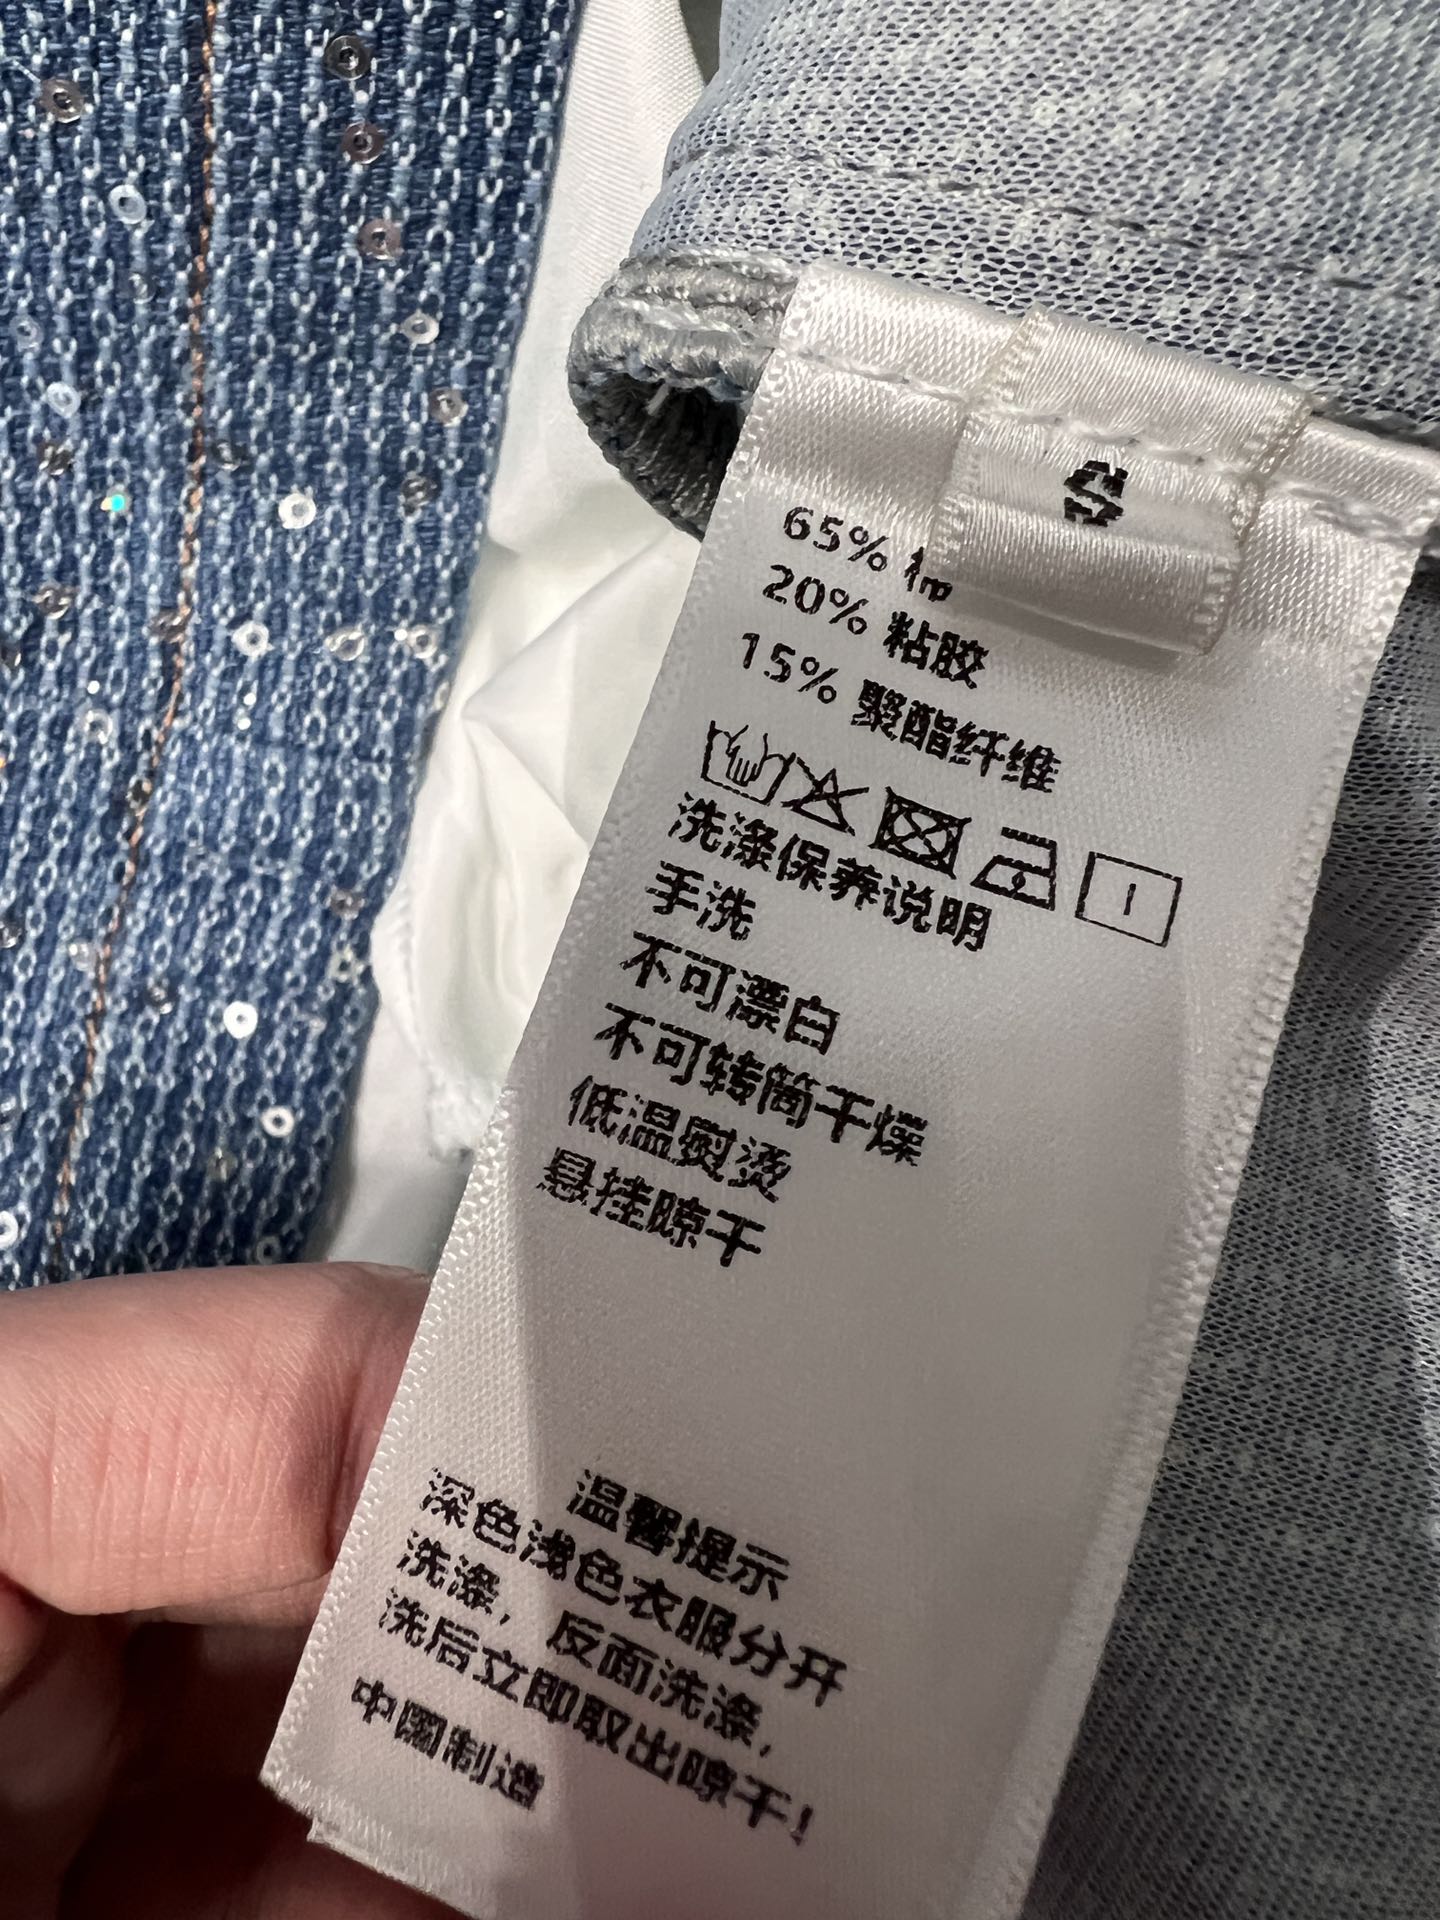 S
65% 棉
20% 粘胶
15% 聚酯纤维
洗涤保养说明
手洗
不可漂白
不可转筒干燥
低温熨烫
悬挂晾干
温馨提示
深色浅色衣服分开
洗涤，反面洗涤，
洗后立即取出晾干！
中國制造